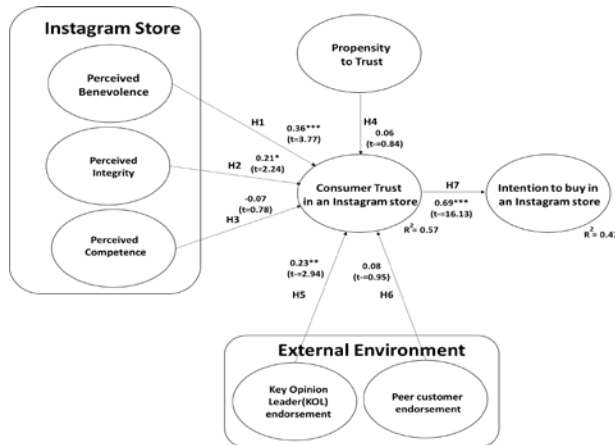 Instagram Store
Perceived
Benevolence
Perceived
Integrity
Perceived
Competence
Propensity
to Trust
H1
0.36***
(t=3.77)
H2
0.21*
(t=2.24)
-0.07
(t=0.78)
H3
H4
0.06
(t-=0.84)
Consumer Trust
in an Instagram store
R²= 0.57
H7
0.69***
(t-=16.13)
Intention to buy in
an Instagram store
0.23**
(t-=2.94)
H5
0.08
(t-=0.95)
H6
External Environment
Key Opinion
Leader(KOL)
endorsement
Peer customer
endorsement